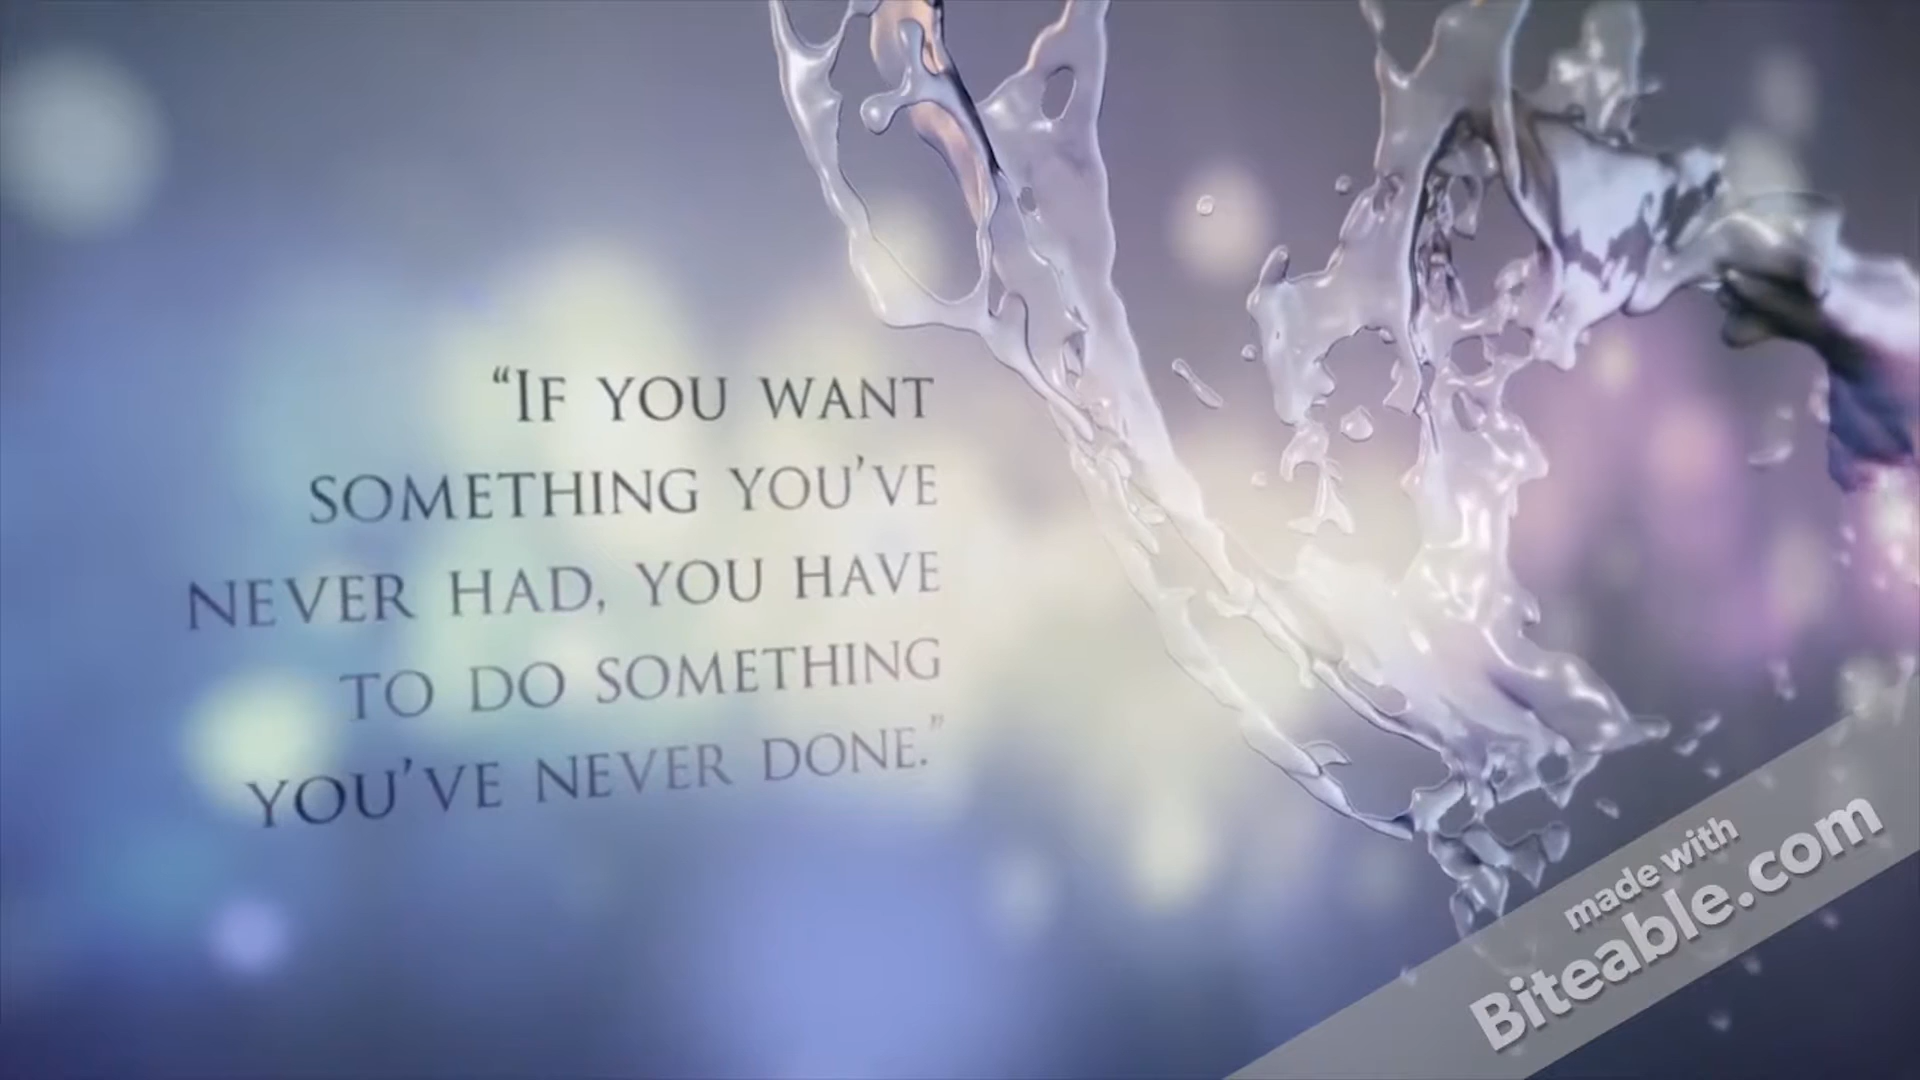 “If you want
something you’ve
never had, you have
to do something
you’ve never done.”
made with
Biteable.com